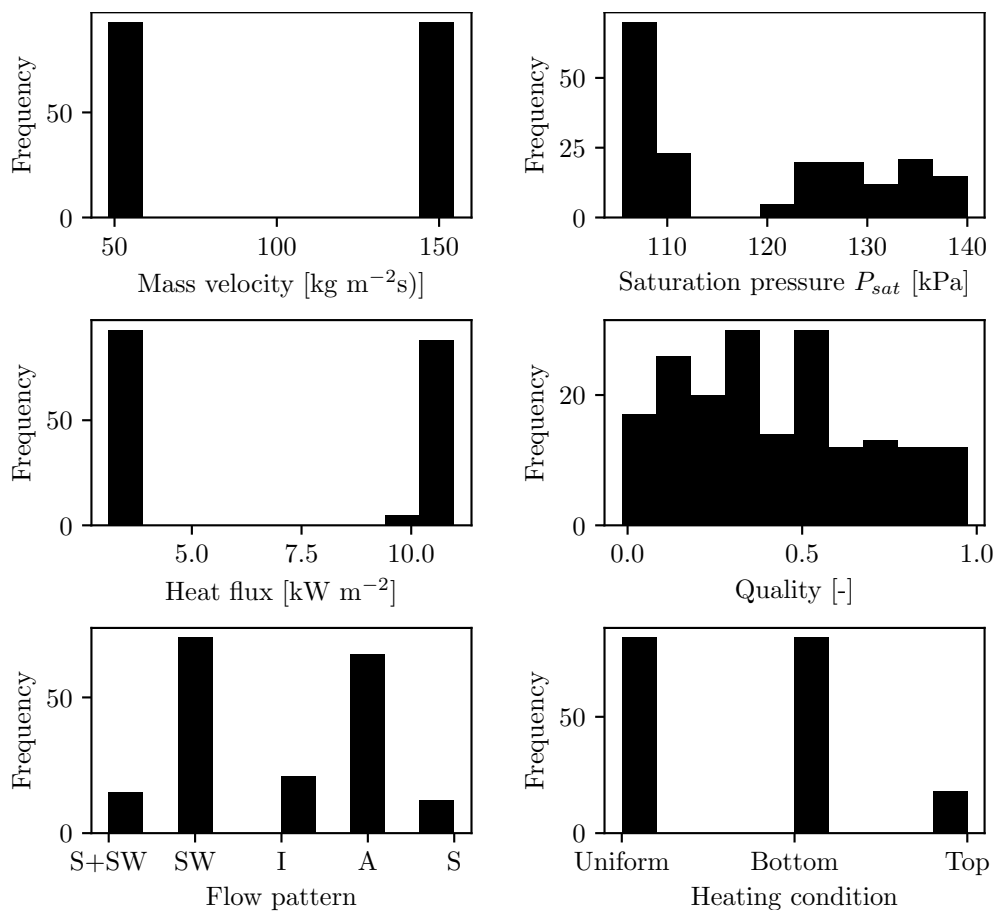 Frequency
50
0
50
100
150
Mass velocity [kg m⁻²s)]
Frequency
50
25
0
110
120
130
140
Saturation pressure Pₛₐₜ [kPa]
Frequency
50
0
5.0
7.5
10.0
Heat flux [kW m⁻²]
Frequency
20
0
0.0
0.5
1.0
Quality [-]
Frequency
50
0
S+SW
SW
I
A
S
Flow pattern
Frequency
50
0
Uniform
Bottom
Top
Heating condition